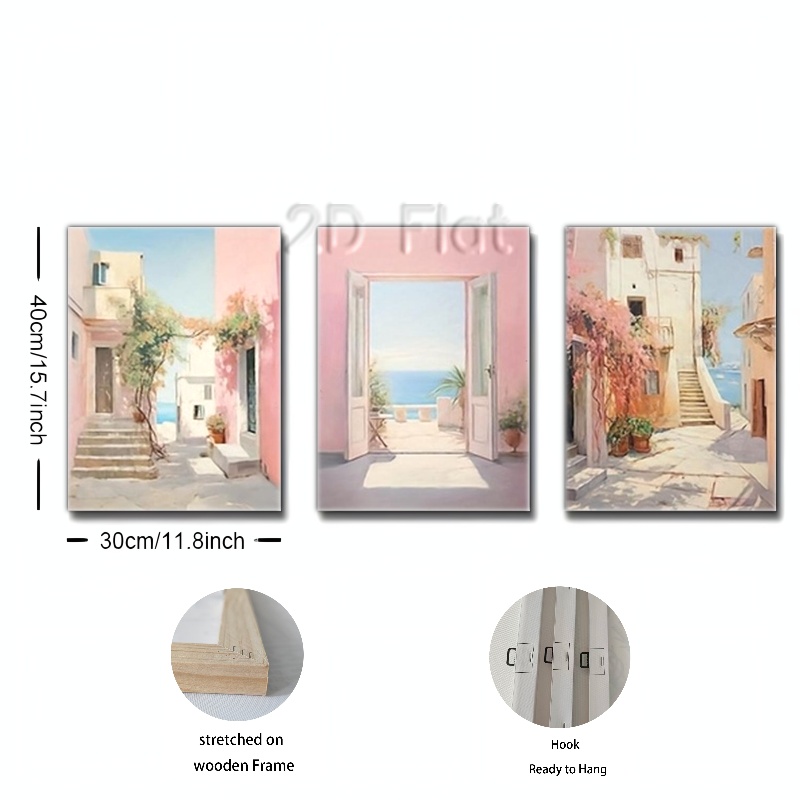 2D Flat
40cm/15.7inch
30cm/11.8inch
stretched on
wooden Frame
Hook
Ready to Hang